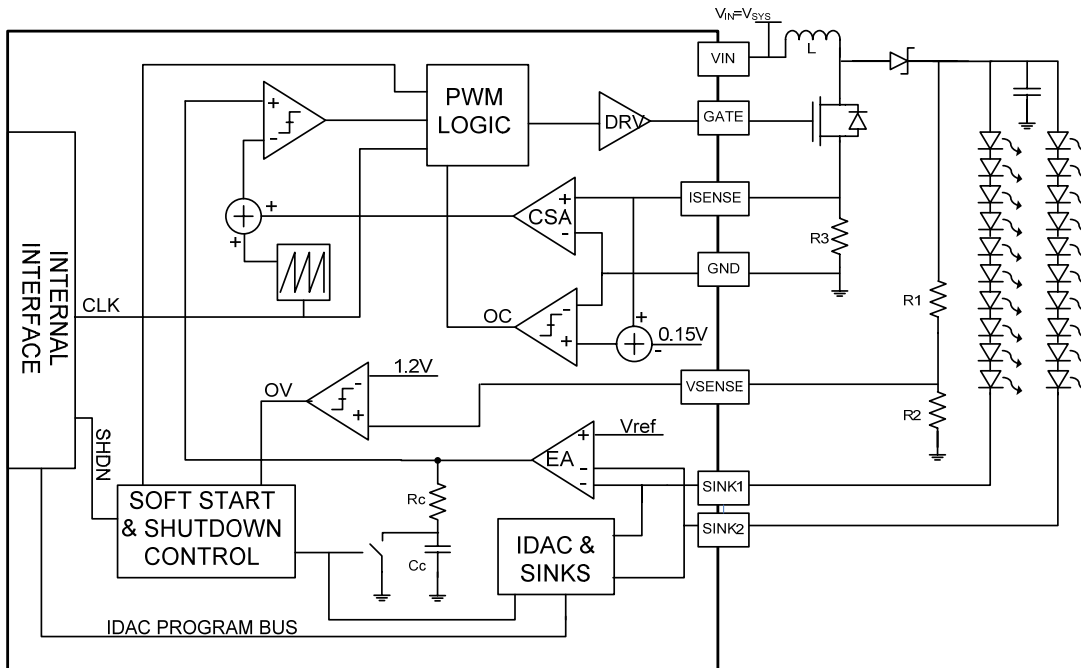 VIN=VSYS
VIN
L
PWM
LOGIC
DRV
GATE
+
-
ISENSE
CSA
+
-
+
+
R3
GND
INTERNAL
INTERFACE
CLK
OC
-
+
+
-
0.15V
R1
1.2V
OV
-
+
VSENSE
R2
SHDN
Vref
EA
+
-
-
SINK1
SOFT START
& SHUTDOWN
CONTROL
Rc
Cc
IDAC &
SINKS
SINK2
IDAC PROGRAM BUS